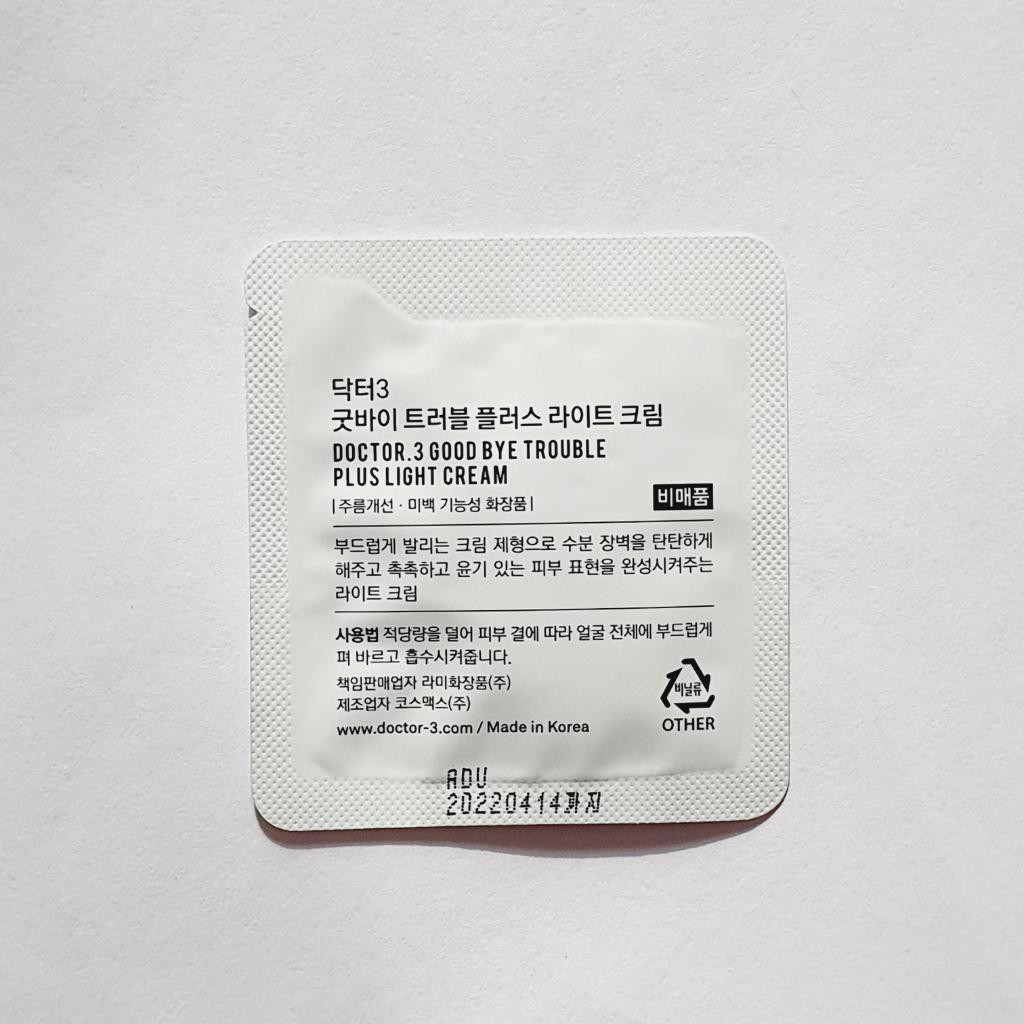 닥터3
굿바이 트러블 플러스 라이트 크림
DOCTOR.3 GOOD BYE TROUBLE
PLUS LIGHT CREAM
|주름개선 · 미백 기능성 화장품|
비매품
부드럽게 발리는 크림 제형으로 수분 장벽을 탄탄하게
해주고 촉촉하고 윤기 있는 피부 표현을 완성시켜주는
라이트 크림
사용법 적당량을 덜어 피부 결에 따라 얼굴 전체에 부드럽게
펴 바르고 흡수시켜줍니다.
책임판매업자 라미화장품(주)
제조업자 코스맥스(주)
www.doctor-3.com / Made in Korea
비닐류
OTHER
ADU
20220414까지